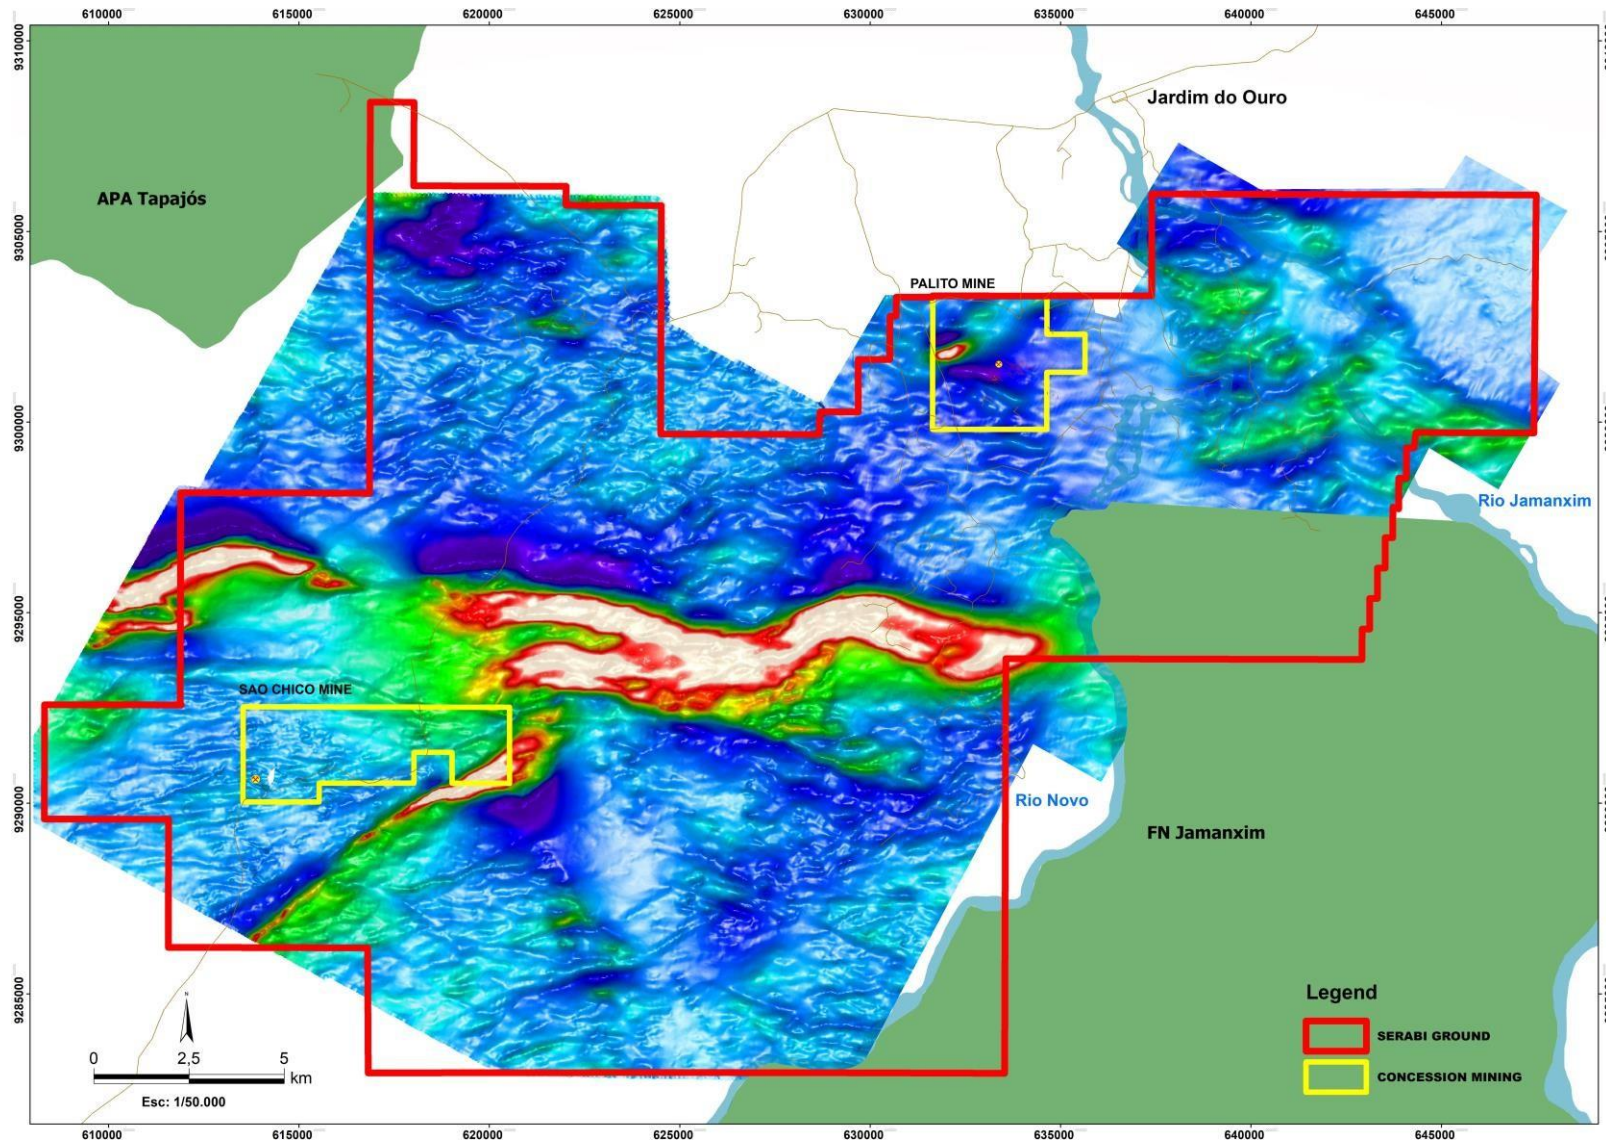 610000 615000 620000 625000 630000 635000 640000 645000
9310000
Jardim do Ouro
APA Tapajós
9305000
PALITO MINE
9300000
Rio Jamanxim
9295000
SAO CHICO MINE
9290000
Rio Novo
FN Jamanxim
9285000
Legend
SERABI GROUND
CONCESSION MINING
N
0 2,5 5
km
Esc: 1/50.000
610000 615000 620000 625000 630000 635000 640000 645000